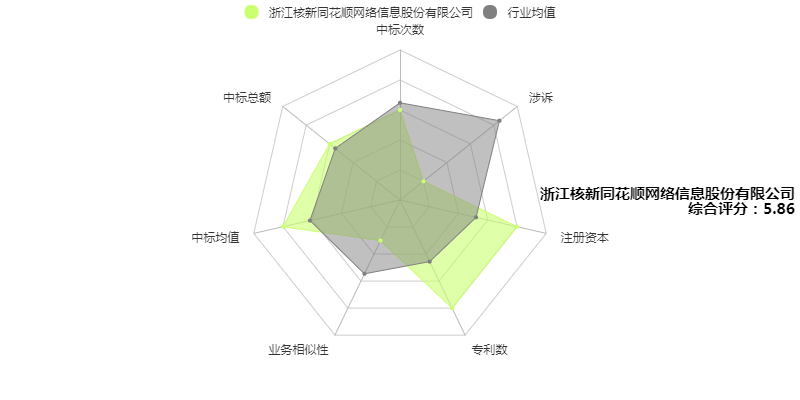 浙江核新同花顺网络信息股份有限公司 行业均值
中标次数
中标总额 涉诉
浙江核新同花顺网络信息股份有限公司
综合评分：5.86
中标均值 注册资本
业务相似性 专利数